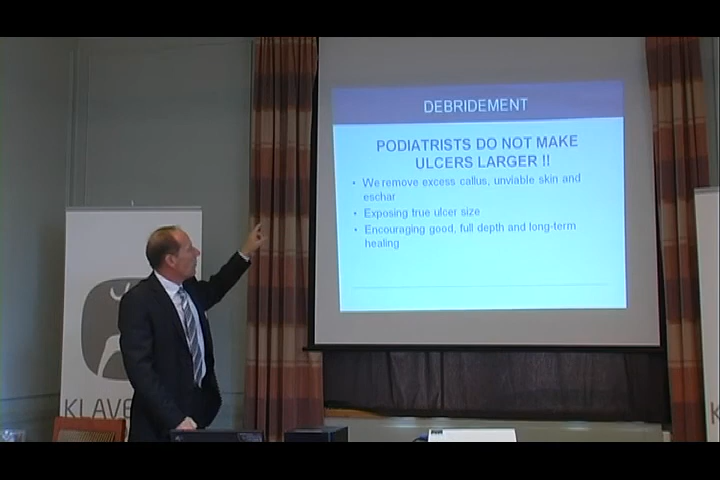 DEBRIDEMENT
PODIATRISTS DO NOT MAKE
ULCERS LARGER !!
• We remove excess callus, unviable skin and
eschar
• Exposing true ulcer size
• Encouraging good, full depth and long-term
healing
KLAVE
K